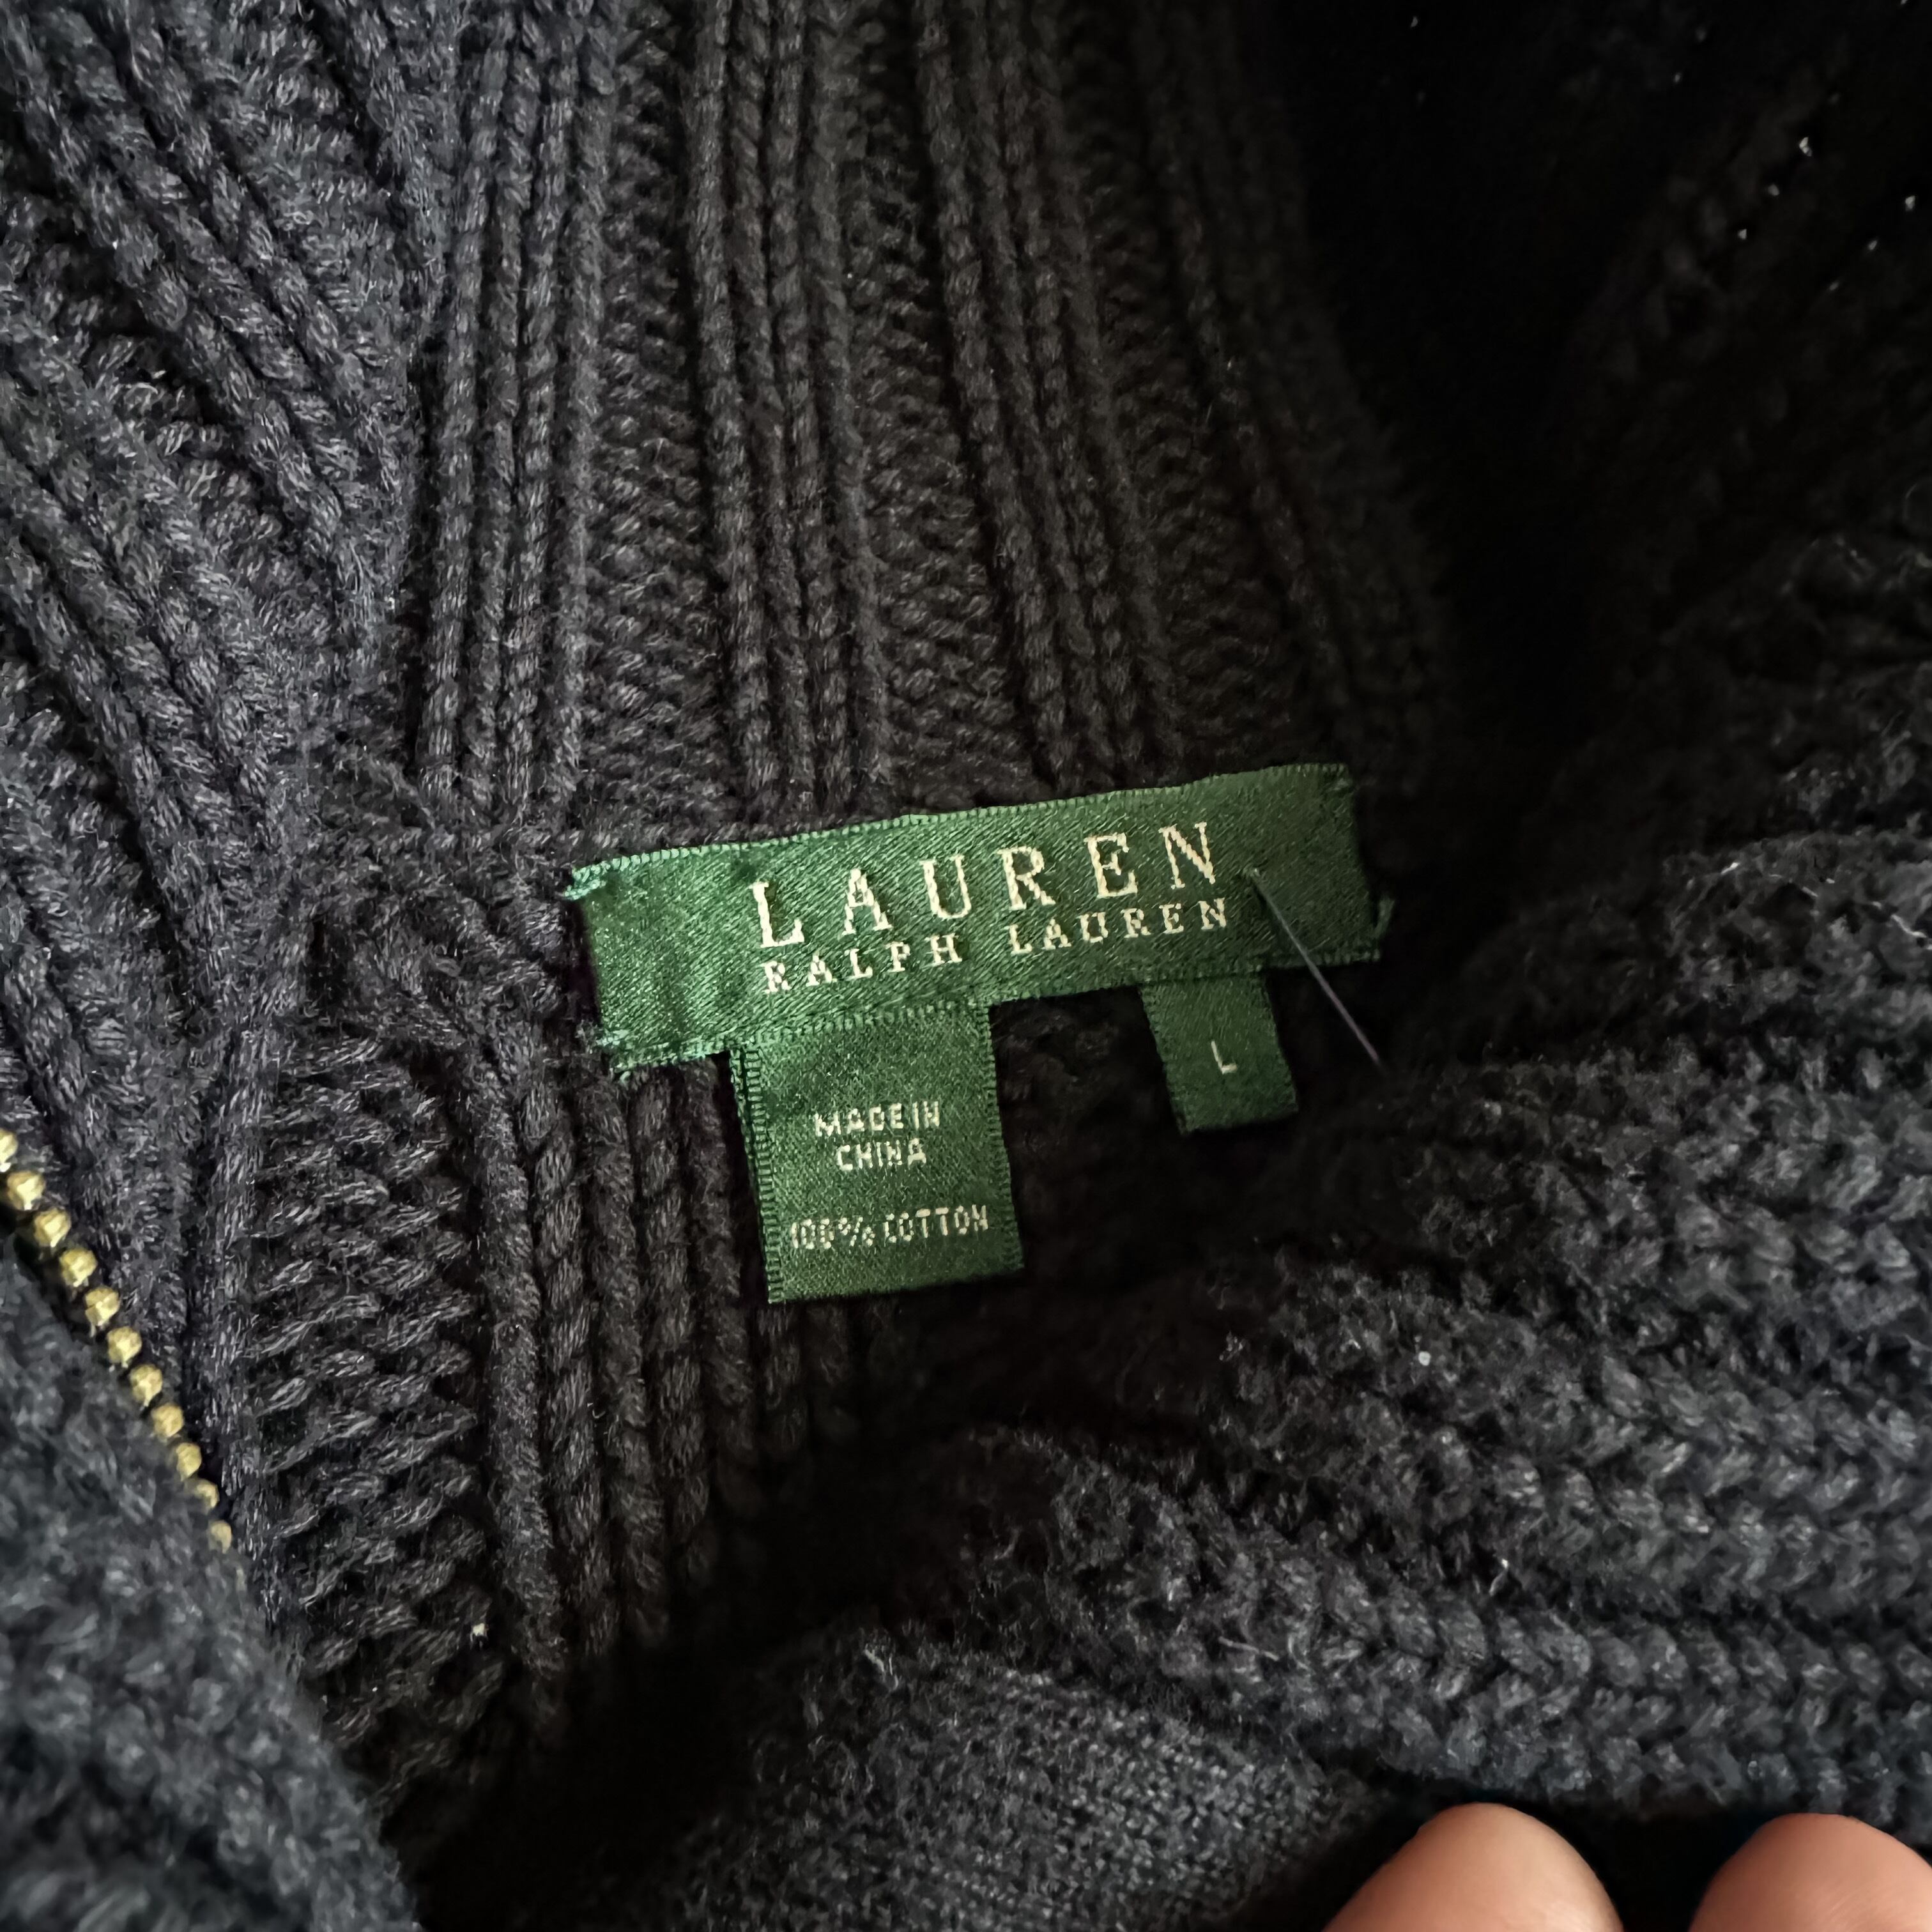 LAUREN
RALPH LAUREN
L
MADE IN
CHINA
100% COTTON